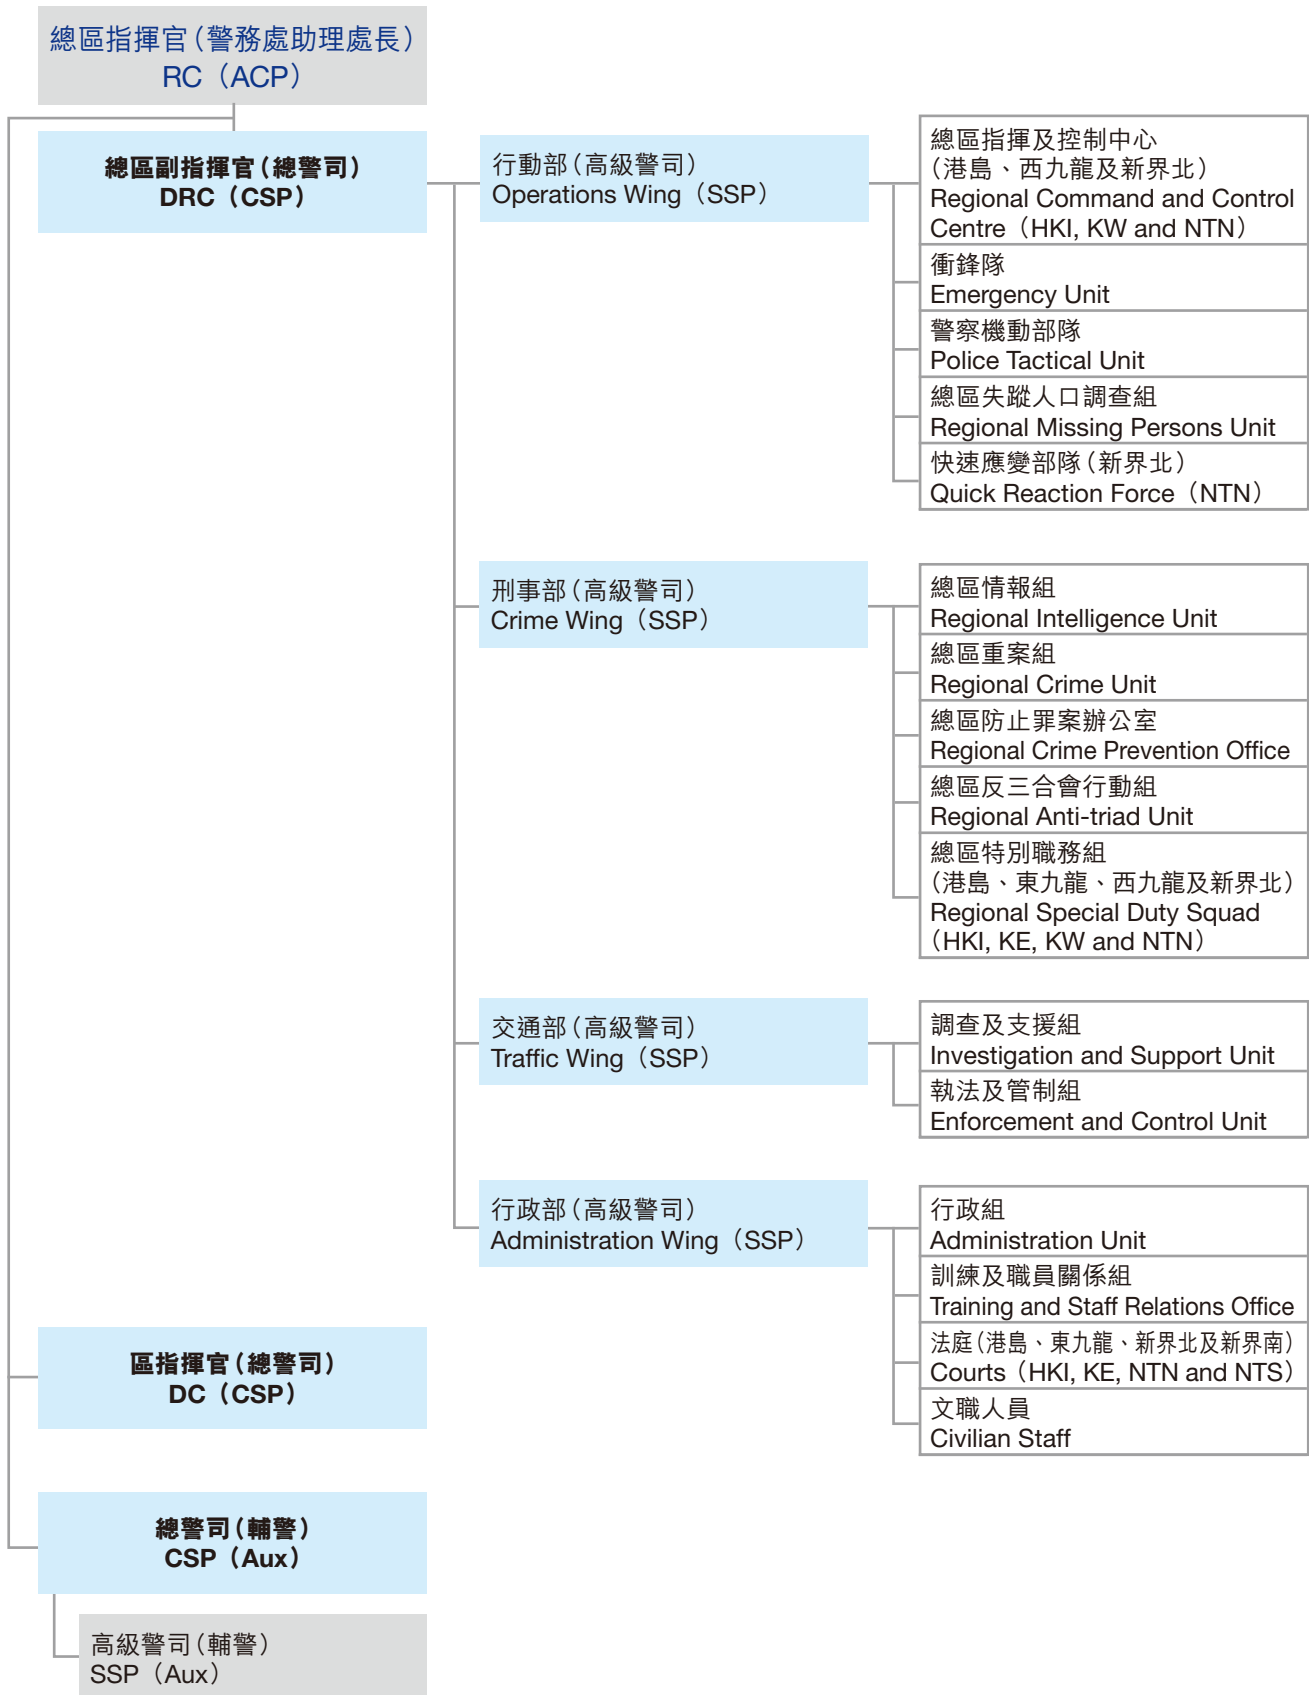 總區指揮官(警務處助理處長)
RC（ACP）
總區副指揮官(總警司)
DRC（CSP）
行動部(高級警司)
Operations Wing（SSP）
總區指揮及控制中心
(港島、西九龍及新界北)
Regional Command and Control
Centre（HKI, KW and NTN）
衝鋒隊
Emergency Unit
警察機動部隊
Police Tactical Unit
總區失蹤人口調查組
Regional Missing Persons Unit
快速應變部隊(新界北)
Quick Reaction Force（NTN）
刑事部(高級警司)
Crime Wing（SSP）
總區情報組
Regional Intelligence Unit
總區重案組
Regional Crime Unit
總區防止罪案辦公室
Regional Crime Prevention Office
總區反三合會行動組
Regional Anti-triad Unit
總區特別職務組
(港島、東九龍、西九龍及新界北)
Regional Special Duty Squad
（HKI, KE, KW and NTN）
交通部(高級警司)
Traffic Wing（SSP）
調查及支援組
Investigation and Support Unit
執法及管制組
Enforcement and Control Unit
行政部(高級警司)
Administration Wing（SSP）
行政組
Administration Unit
訓練及職員關係組
Training and Staff Relations Office
法庭(港島、東九龍、新界北及新界南)
Courts（HKI, KE, NTN and NTS）
文職人員
Civilian Staff
區指揮官(總警司)
DC（CSP）
總警司(輔警)
CSP（Aux）
高級警司(輔警)
SSP（Aux）